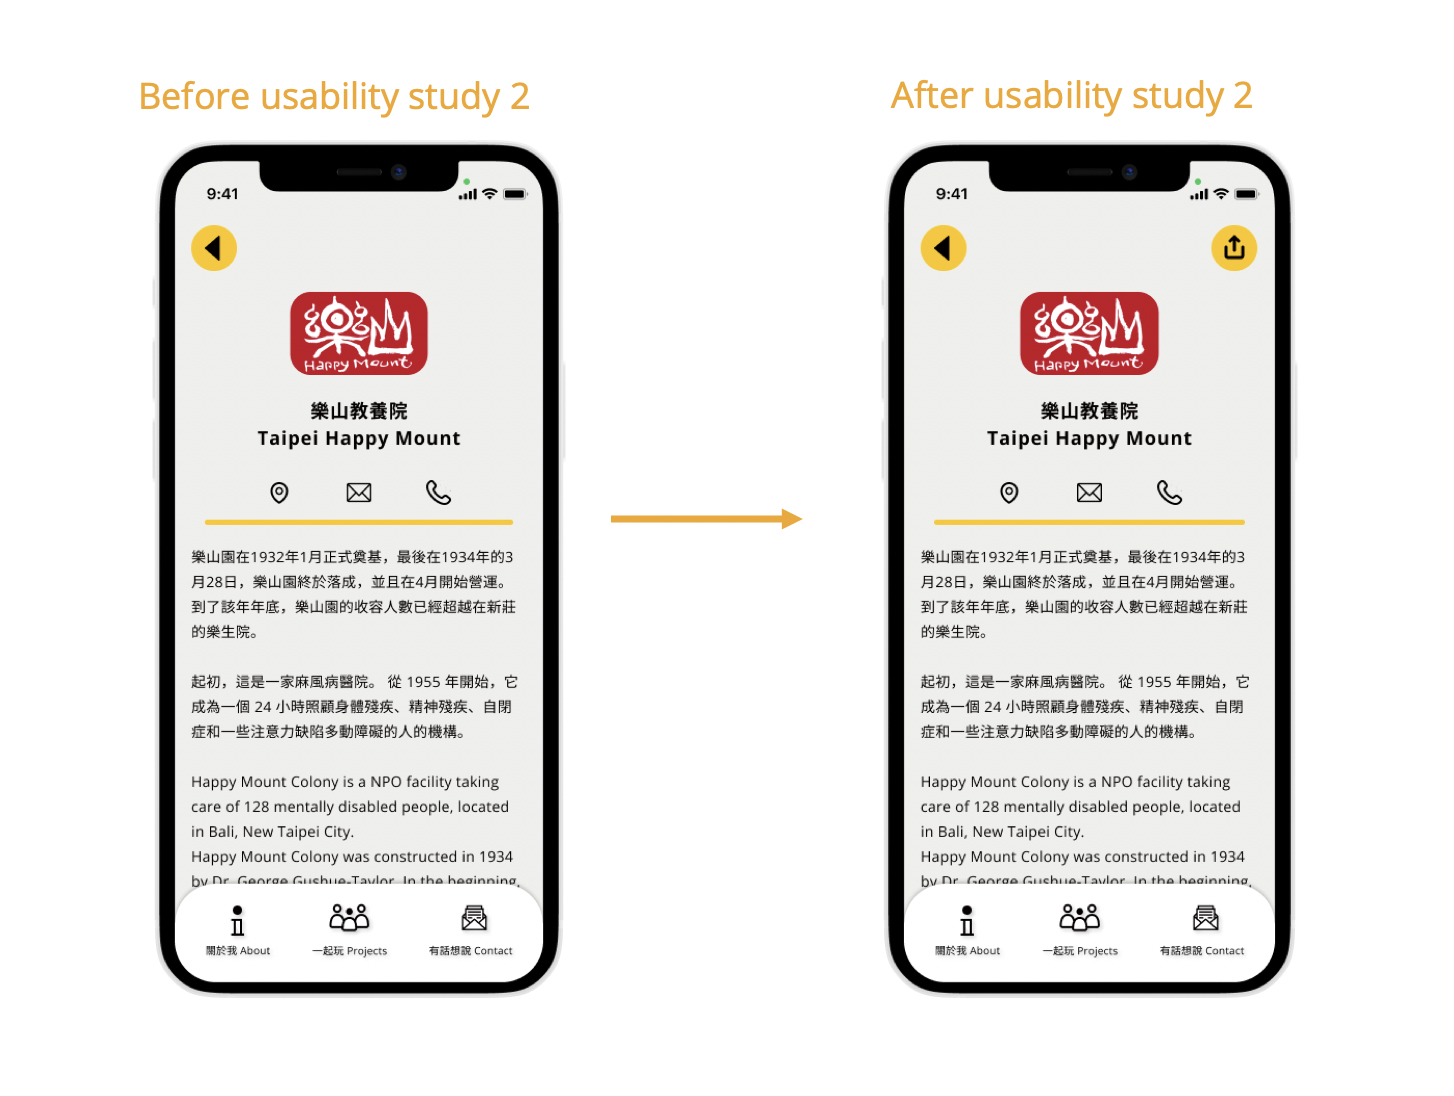 Before usability study 2
After usability study 2
9:41
樂山
Happy Mount
樂山教養院
Taipei Happy Mount
樂山園在1932年1月正式奠基，最後在1934年的3
月28日，樂山園終於落成，並且在4月開始營運。
到了該年年底，樂山園的收容人數已經超越在新莊
的樂生院。
起初，這是一家麻風病醫院。 從 1955 年開始，它
成為一個 24 小時照顧身體殘疾、精神殘疾、自閉
症和一些注意力缺陷多動障礙的人的機構。
Happy Mount Colony is a NPO facility taking
care of 128 mentally disabled people, located
in Bali, New Taipei City.
Happy Mount Colony was constructed in 1934
by Dr. George Gushue-Taylor. In the beginning,
關於我 About
一起玩 Projects
有話想說 Contact
9:41
樂山
Happy Mount
樂山教養院
Taipei Happy Mount
樂山園在1932年1月正式奠基，最後在1934年的3
月28日，樂山園終於落成，並且在4月開始營運。
到了該年年底，樂山園的收容人數已經超越在新莊
的樂生院。
起初，這是一家麻風病醫院。 從 1955 年開始，它
成為一個 24 小時照顧身體殘疾、精神殘疾、自閉
症和一些注意力缺陷多動障礙的人的機構。
Happy Mount Colony is a NPO facility taking
care of 128 mentally disabled people, located
in Bali, New Taipei City.
Happy Mount Colony was constructed in 1934
by Dr. George Gushue-Taylor. In the beginning,
關於我 About
一起玩 Projects
有話想說 Contact